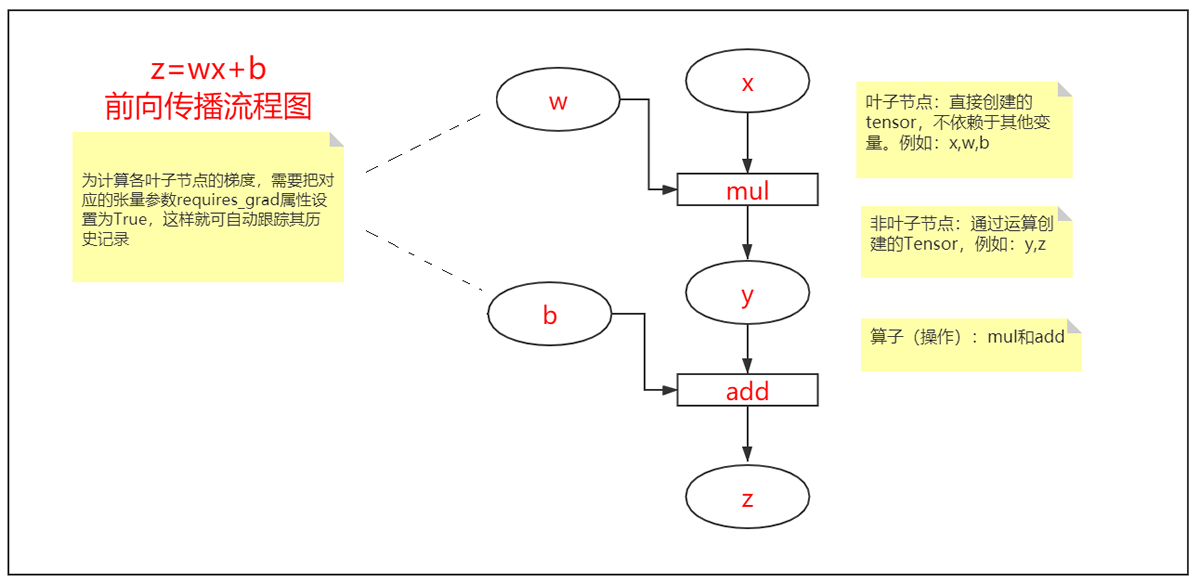 z=wx+b
前向传播流程图
为计算各叶子节点的梯度，需要把对
应的张量参数requires_grad属性设
置为True，这样就可自动跟踪其历
史记录
w
x
mul
b
y
add
z
叶子节点：直接创建的
tensor，不依赖于其他变
量。例如：x,w,b
非叶子节点：通过运算创
建的Tensor，例如：y,z
算子（操作）：mul和add